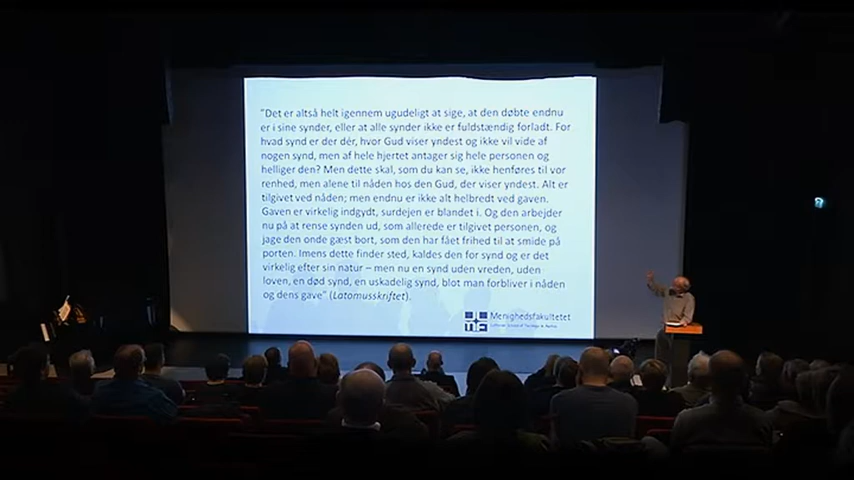 "Det er altså helt igennem ugudeligt at sige, at den døbte endnu
er i sine synder, eller at alle synder ikke er fuldstændig forladt. For
hvad synd er der dér, hvor Gud viser yndest og ikke vil vide af
nogen synd, men af hele hjertet antager sig hele personen og
helliger den? Men dette skal, som du kan se, ikke henføres til vor
renhed, men alene til nåden hos den Gud, der viser yndest. Alt er
tilgivet ved nåden; men endnu er ikke alt helbredt ved gaven.
Gaven er virkelig indgydt, surdejen er blandet i. Og den arbejder
nu på at rense synden ud, som allerede er tilgivet personen, og
jage den onde gæst bort, som den har fået frihed til at smide på
porten. Imens dette finder sted, kaldes den for synd og er det
virkelig efter sin natur – men nu en synd uden vreden, uden
loven, en død synd, en uskadelig synd, blot man forbliver i nåden
og dens gave" (Latomusskriftet).
Menighedsfakultetet
Lutheran School of Theology in Aarhus